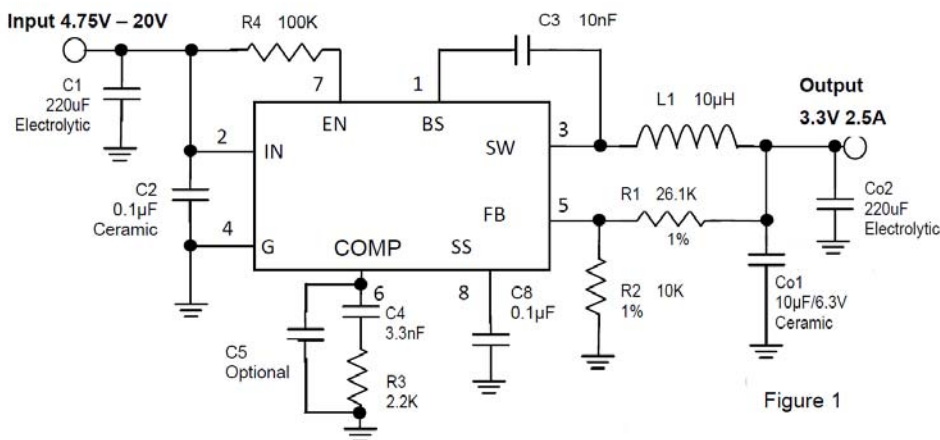 Input 4.75V – 20V
R4 100K
C3 10nF
C1
220uF
Electrolytic
7
1
L1 10µH
Output
3.3V 2.5A
EN
BS
2
IN
SW
3
C2
0.1µF
Ceramic
4
G
COMP
SS
FB
5
R1 26.1K
1%
Co2
220uF
Electrolytic
6
C4
3.3nF
8
C8
0.1µF
R2 10K
1%
Co1
10µF/6.3V
Ceramic
C5
Optional
R3
2.2K
Figure 1